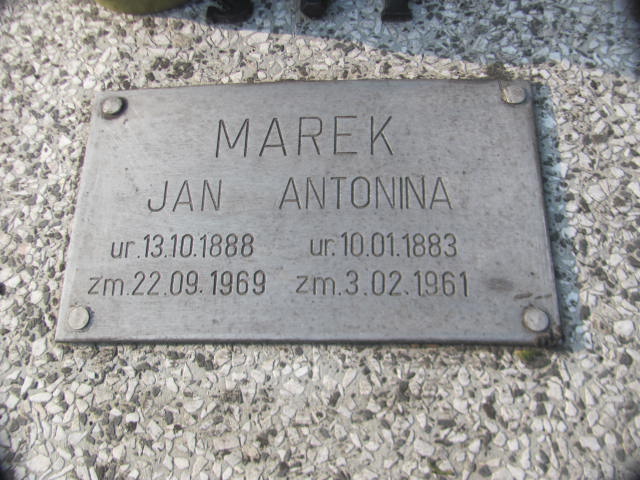 MAREK
JAN ANTONINA
ur.13.10.1888 ur.10.01.1883
zm.22.09.1969 zm.3.02.1961